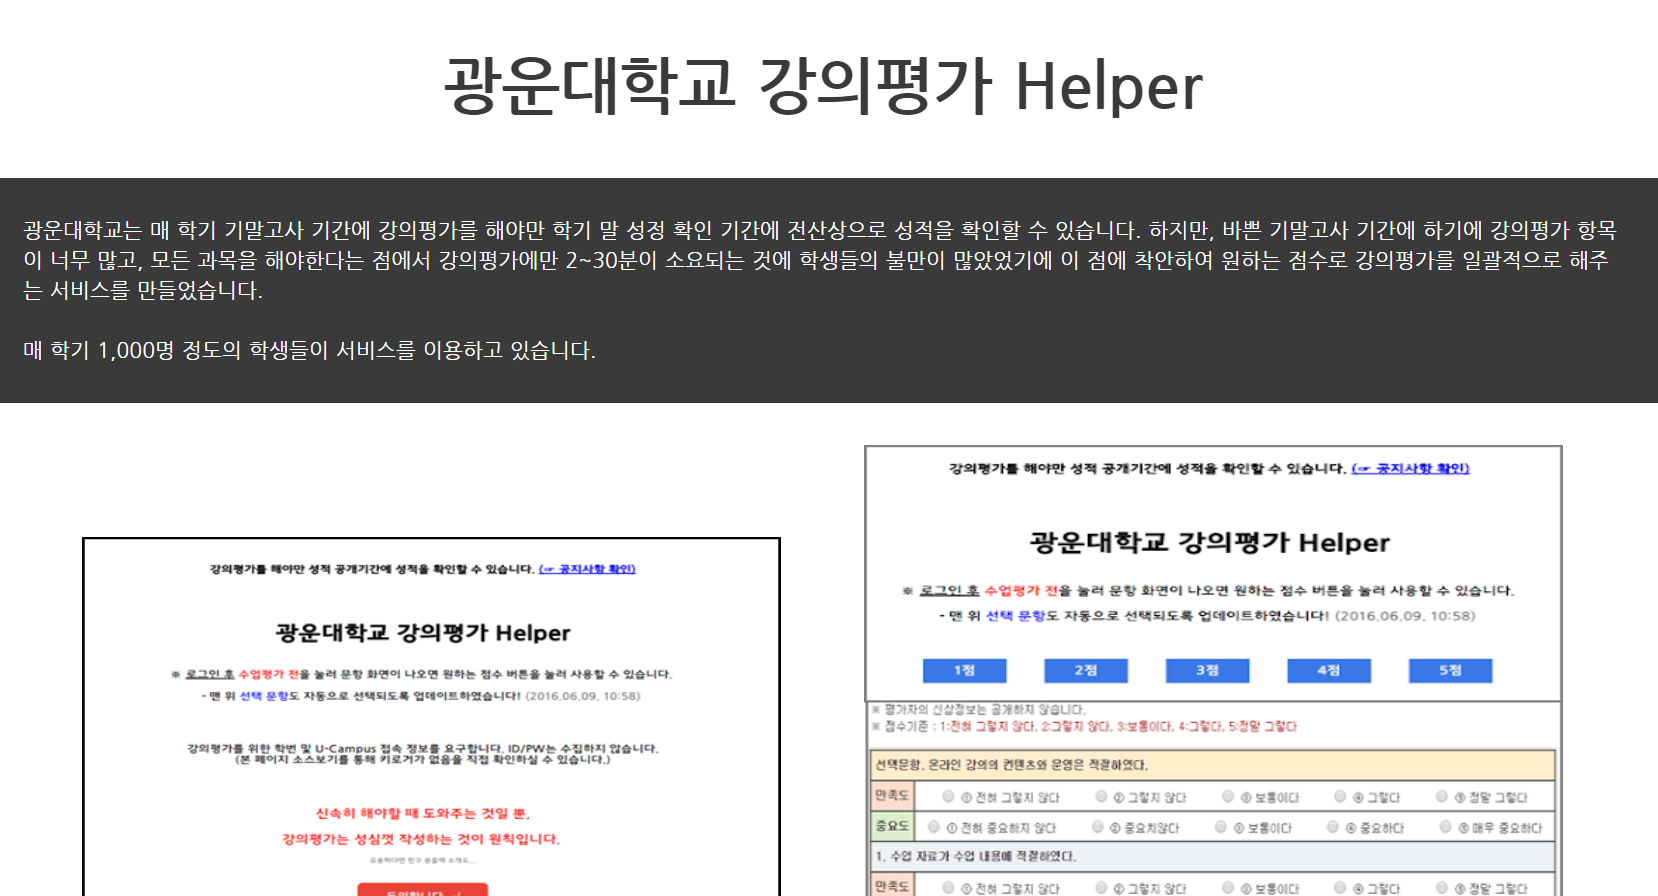 광운대학교 강의평가 Helper
광운대학교는 매 학기 기말고사 기간에 강의평가를 해야만 학기 말 성정 확인 기간에 전산상으로 성적을 확인할 수 있습니다. 하지만, 바쁜 기말고사 기간에 하기에 강의평가 항목
이 너무 많고, 모든 과목을 해야한다는 점에서 강의평가에만 2~30분이 소요되는 것에 학생들의 불만이 많았었기에 이 점에 착안하여 원하는 점수로 강의평가를 일괄적으로 해주
는 서비스를 만들었습니다.
매 학기 1,000명 정도의 학생들이 서비스를 이용하고 있습니다.
강의평가를 해야만 성적 공개기간에 성적을 확인할 수 있습니다. (☞ 공지사항 확인)
광운대학교 강의평가 Helper
※ 로그인 후 수업평가 전을 눌러 문항 화면이 나오면 원하는 점수 버튼을 눌러 사용할 수 있습니다.
- 맨 위 선택 문항도 자동으로 선택되도록 업데이트하였습니다! (2016.06.09, 10:58)
강의평가를 위한 학번 및 U-Campus 접속 정보를 요구합니다. ID/PW는 수집하지 않습니다.
(본 페이지 소스보기를 통해 키로거가 없음을 직접 확인하실 수 있습니다.)
신속히 해야할 때 도와주는 것일 뿐,
강의평가는 성심껏 작성하는 것이 원칙입니다.
유용하다면 친구 분들께 소개도...
동의합니다
강의평가를 해야만 성적 공개기간에 성적을 확인할 수 있습니다. (☞ 공지사항 확인)
광운대학교 강의평가 Helper
※ 로그인 후 수업평가 전을 눌러 문항 화면이 나오면 원하는 점수 버튼을 눌러 사용할 수 있습니다.
- 맨 위 선택 문항도 자동으로 선택되도록 업데이트하였습니다! (2016.06.09, 10:58)
1점 2점 3점 4점 5점
※ 평가자의 신상정보는 공개하지 않습니다.
※ 점수기준 : 1:전혀 그렇지 않다, 2:그렇지 않다, 3:보통이다, 4:그렇다, 5:정말 그렇다
선택문항. 온라인 강의의 컨텐츠와 운영은 적절하였다.
만족도 ① 전혀 그렇지 않다 ② 그렇지 않다 ③ 보통이다 ④ 그렇다 ⑤ 정말 그렇다
중요도 ① 전혀 중요하지 않다 ② 중요치않다 ③ 보통이다 ④ 중요하다 ⑤ 매우 중요하다
1. 수업 자료가 수업 내용에 적절하였다.
만족도 ① 전혀 그렇지 않다 ② 그렇지 않다 ③ 보통이다 ④ 그렇다 ⑤ 정말 그렇다